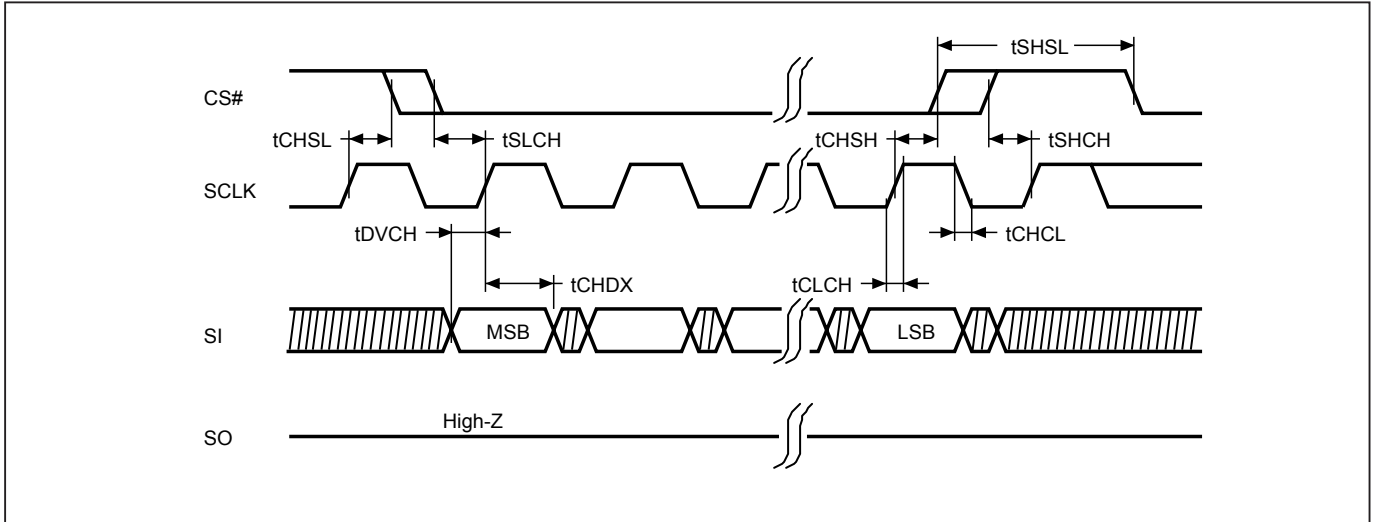 tSHSL
CS#
tCHSL
tSLCH
tCHSH
tSHCH
SCLK
tDVCH
tCHCL
tCHDX
tCLCH
SI
MSB
LSB
High-Z
SO